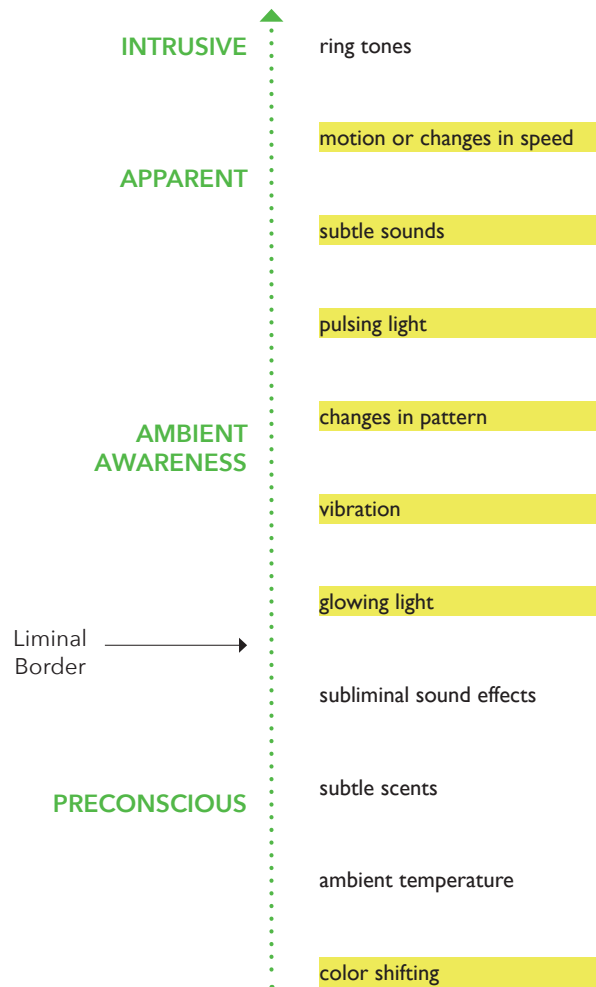 INTRUSIVE
ring tones
motion or changes in speed
APPARENT
subtle sounds
pulsing light
changes in pattern
AMBIENT
AWARENESS
vibration
glowing light
Liminal
Border
subliminal sound effects
subtle scents
PRECONSCIOUS
ambient temperature
color shifting